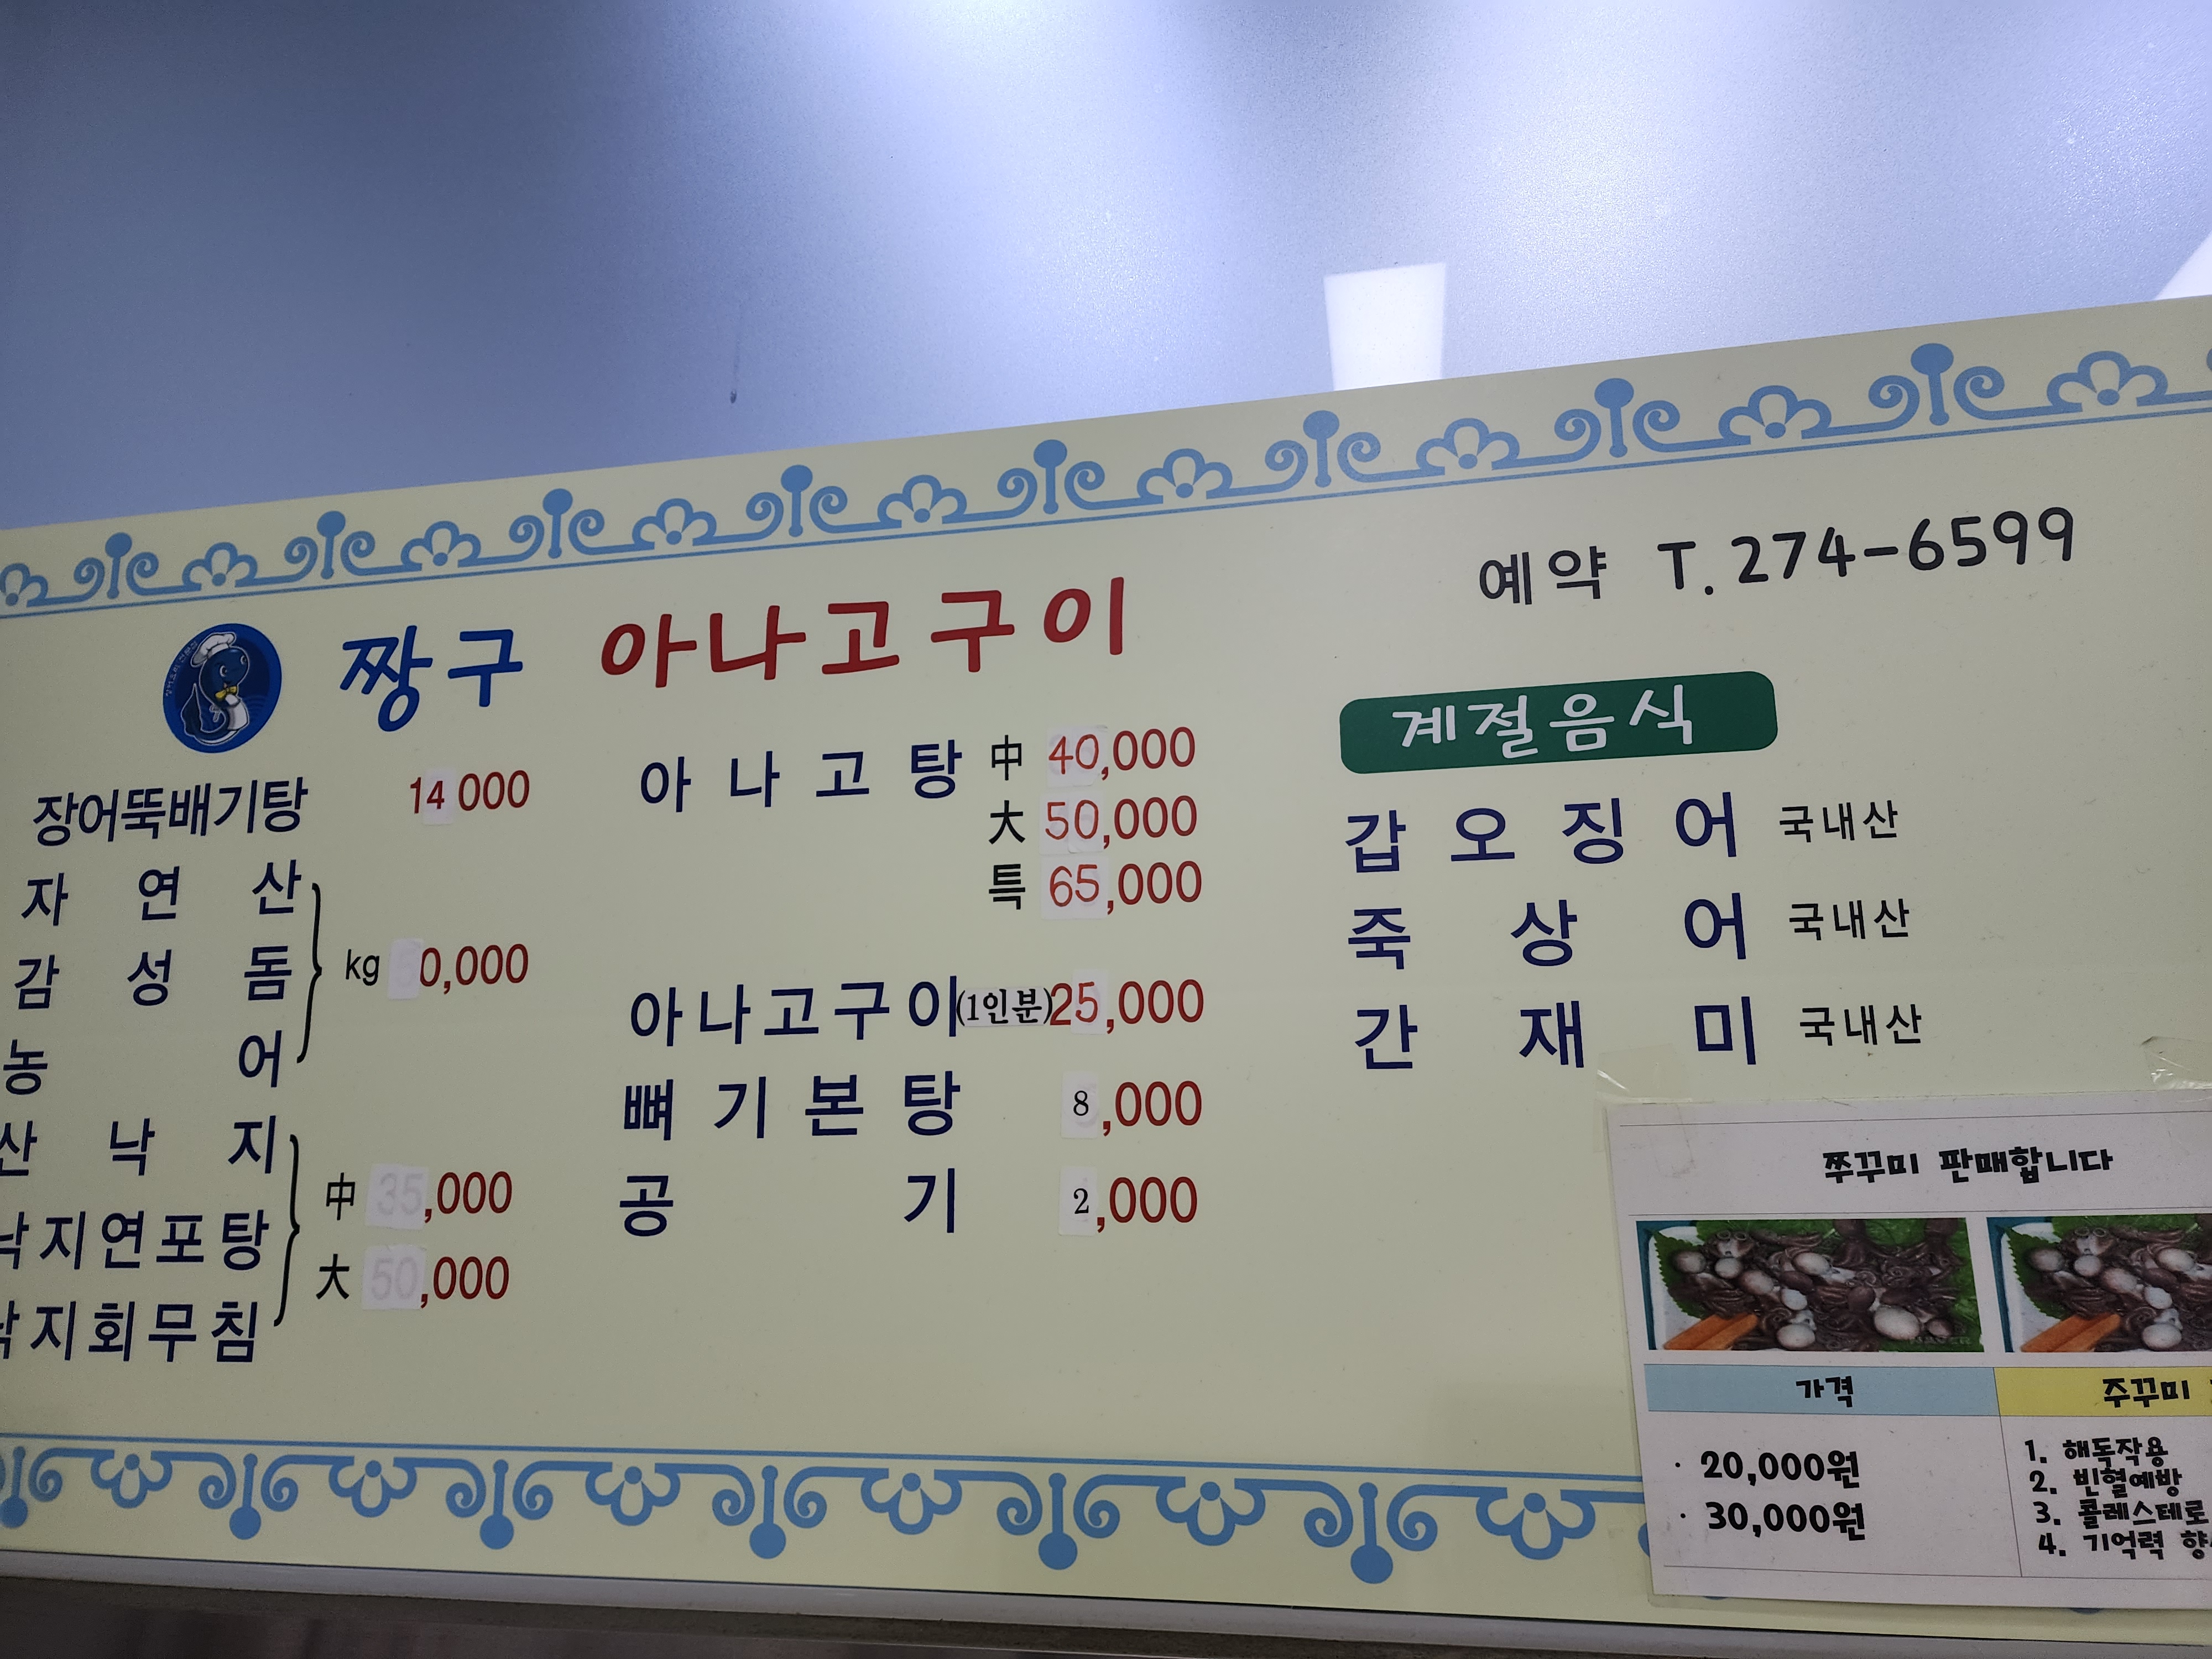 예약 T. 274-6599
짱구 아나고구이
장어뚝배기탕 14 000
자연산
감성돔 kg 0,000
농어
산낙지
낙지연포탕 中 35,000
大 50,000
낙지회무침
아나고탕 中 40,000
大 50,000
특 65,000
아나고구이(1인분) 25,000
뼈기본탕 8,000
공기 2,000
계절음식
갑오징어 국내산
죽상어 국내산
간재미 국내산
쭈꾸미 판매합니다
가격
· 20,000원
· 30,000원
주꾸미
1. 해독작용
2. 빈혈예방
3. 콜레스테로
4. 기억력 향